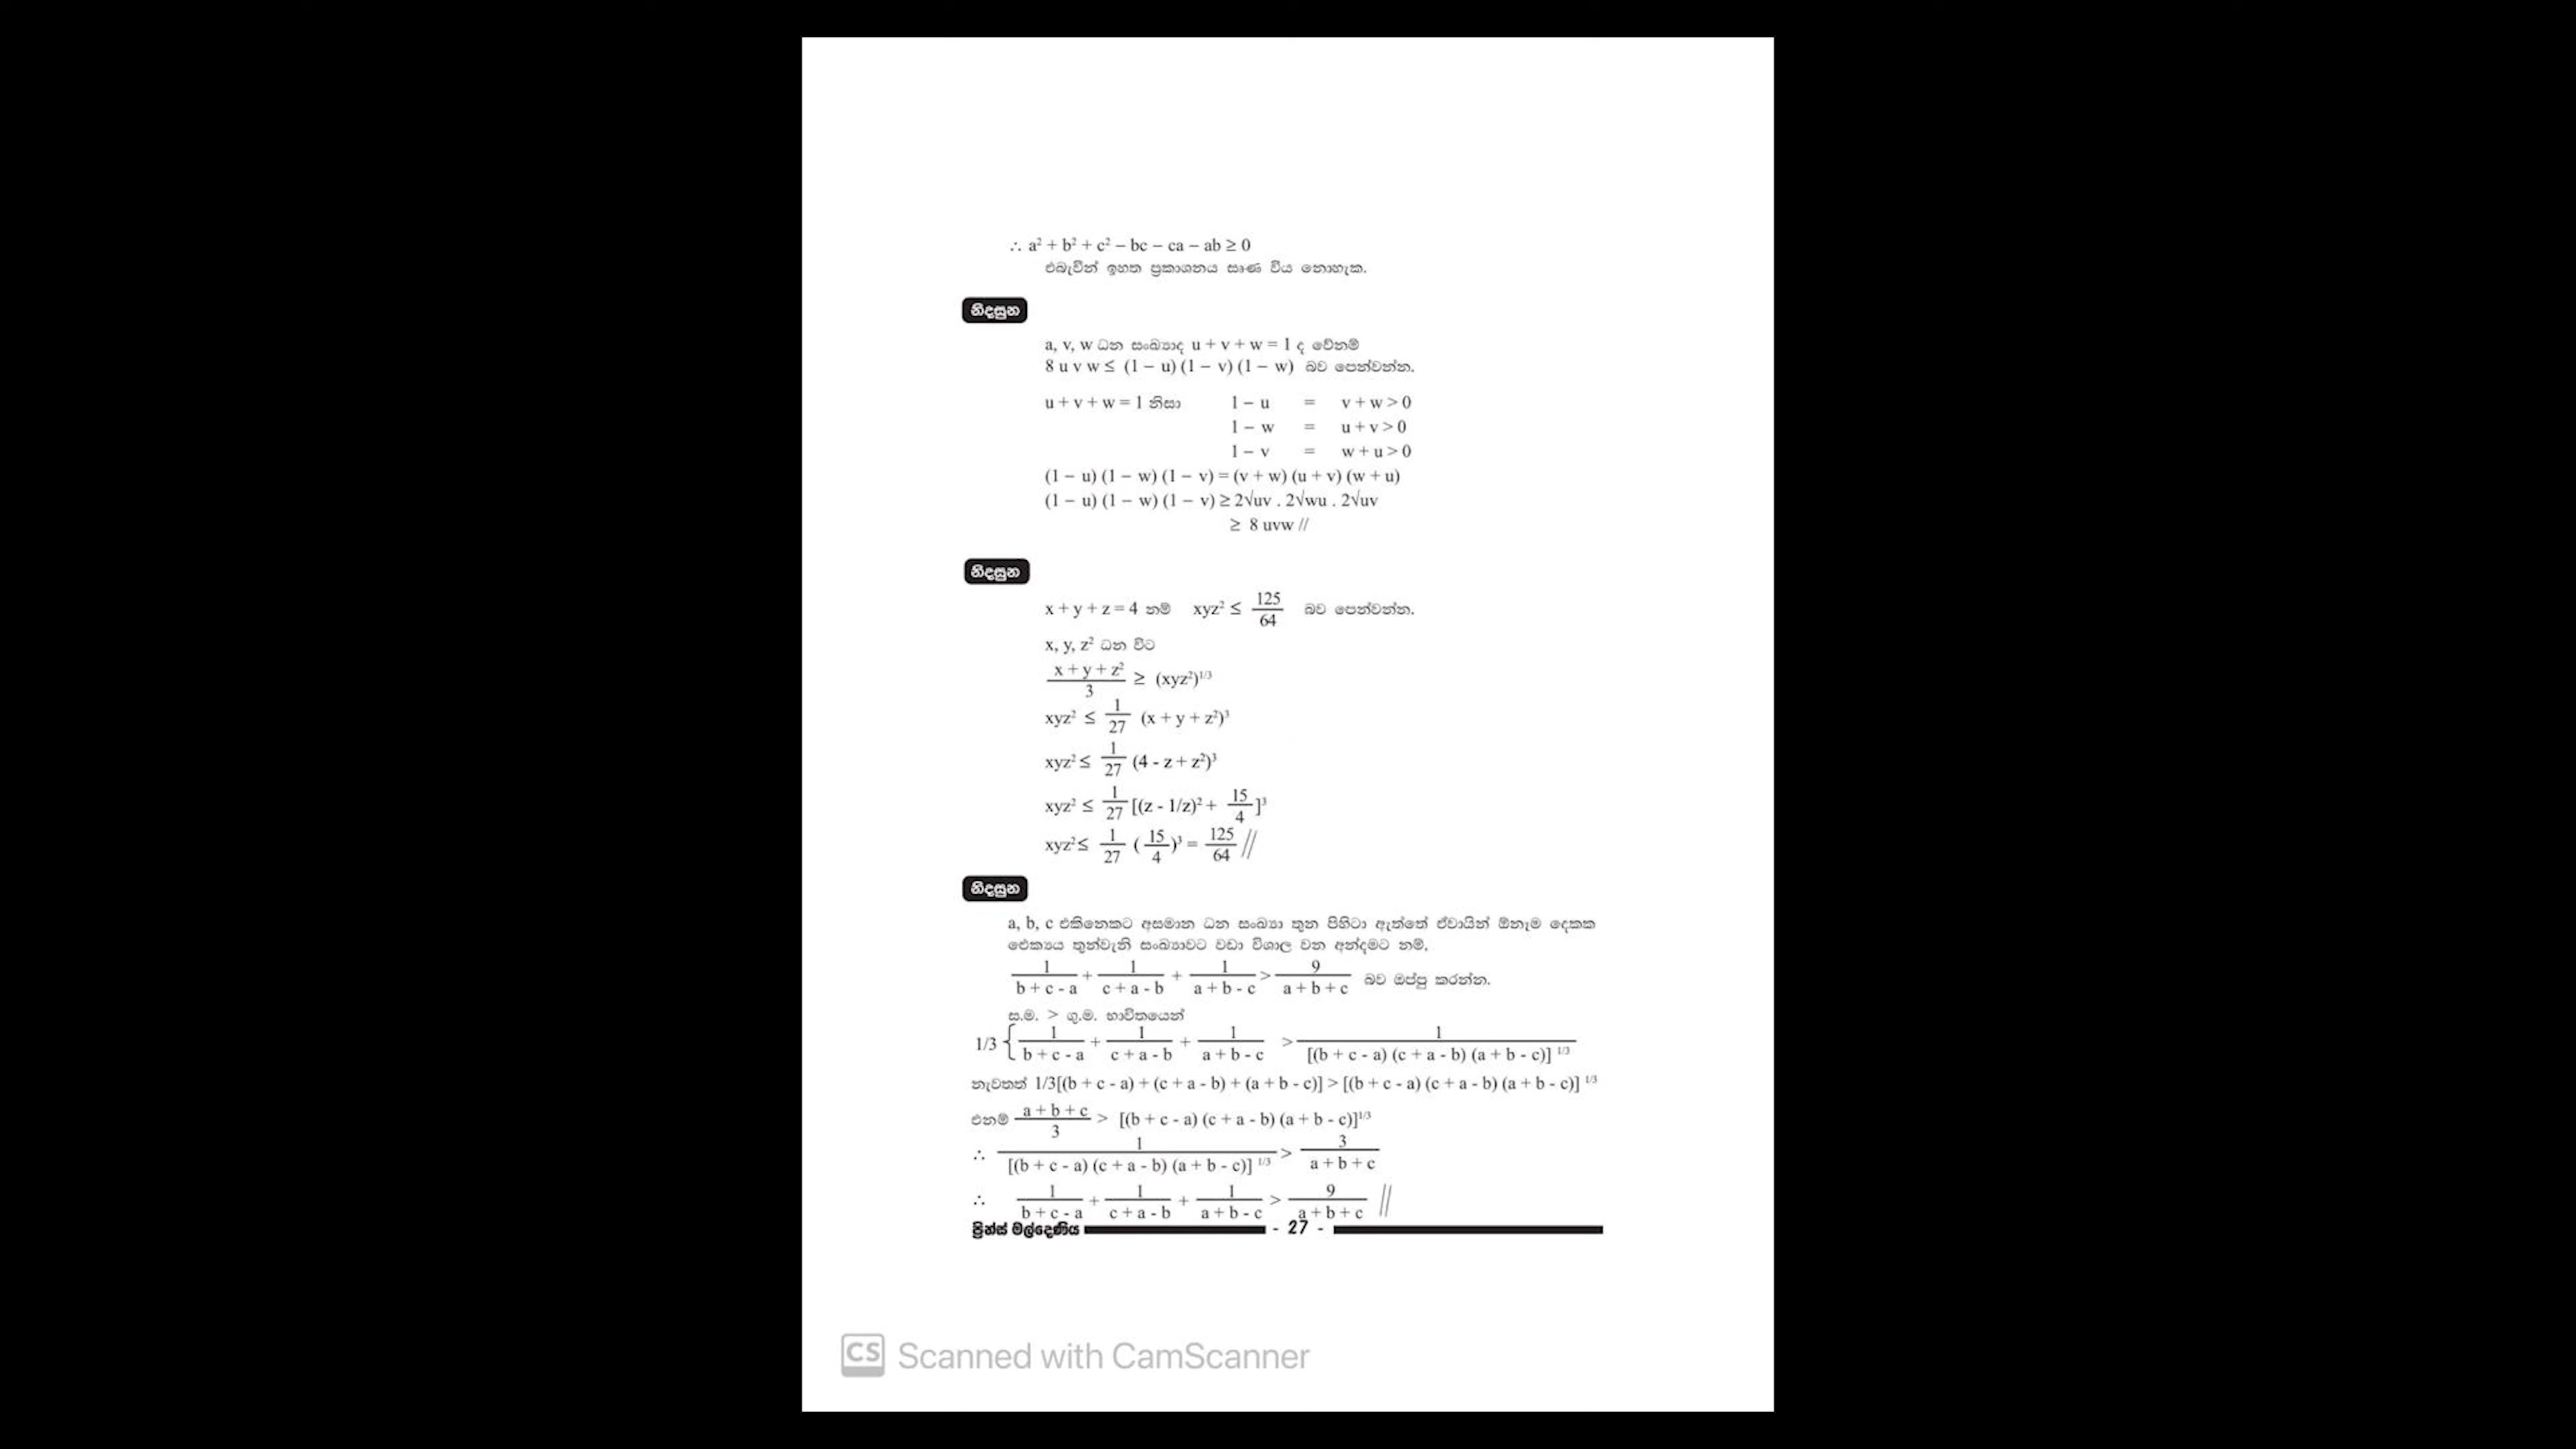 ∴ a² + b² + c² – bc – ca – ab ≥ 0
එබැවින් ඉහත ප්‍රකාශනය සෘණ විය නොහැක.
නිදසුන
a, v, w ධන සංඛ්‍යාද u + v + w = 1 ද වේනම්
8 u v w ≤ (1 – u) (1 – v) (1 – w) බව පෙන්වන්න.
u + v + w = 1 නිසා 1 – u = v + w > 0
1 – w = u + v > 0
1 – v = w + u > 0
(1 – u) (1 – w) (1 – v) = (v + w) (u + v) (w + u)
(1 – u) (1 – w) (1 – v) ≥ 2√uv . 2√wu . 2√uv
≥ 8 uvw //
නිදසුන
x + y + z = 4 නම් xyz² ≤ 125/64 බව පෙන්වන්න.
x, y, z² ධන විට
(x + y + z²)/3 ≥ (xyz²)^1/3
xyz² ≤ 1/27 (x + y + z²)³
xyz² ≤ 1/27 (4 - z + z²)³
xyz² ≤ 1/27 [(z - 1/z)² + 15/4]³
xyz² ≤ 1/27 (15/4)³ = 125/64 //
නිදසුන
a, b, c එකිනෙකට අසමාන ධන සංඛ්‍යා තුන පිහිටා ඇත්තේ ඒවායින් ඕනෑම දෙකක
ඓක්‍යය තුන්වැනි සංඛ්‍යාවට වඩා විශාල වන අන්දමට නම්,
1/(b + c - a) + 1/(c + a - b) + 1/(a + b - c) > 9/(a + b + c) බව ඔප්පු කරන්න.
ස.ම. > ගු.ම. භාවිතයෙන්
1/3 { 1/(b + c - a) + 1/(c + a - b) + 1/(a + b - c) > 1/[(b + c - a) (c + a - b) (a + b - c)]^1/3
නැවතත් 1/3[(b + c - a) + (c + a - b) + (a + b - c)] > [(b + c - a) (c + a - b) (a + b - c)]^1/3
එනම් (a + b + c)/3 > [(b + c - a) (c + a - b) (a + b - c)]^1/3
∴ 1/[(b + c - a) (c + a - b) (a + b - c)]^1/3 > 3/(a + b + c)
∴ 1/(b + c - a) + 1/(c + a - b) + 1/(a + b - c) > 9/(a + b + c) //
ප්‍රින්ස් මල්දෙණිය - 27 -
CS Scanned with CamScanner